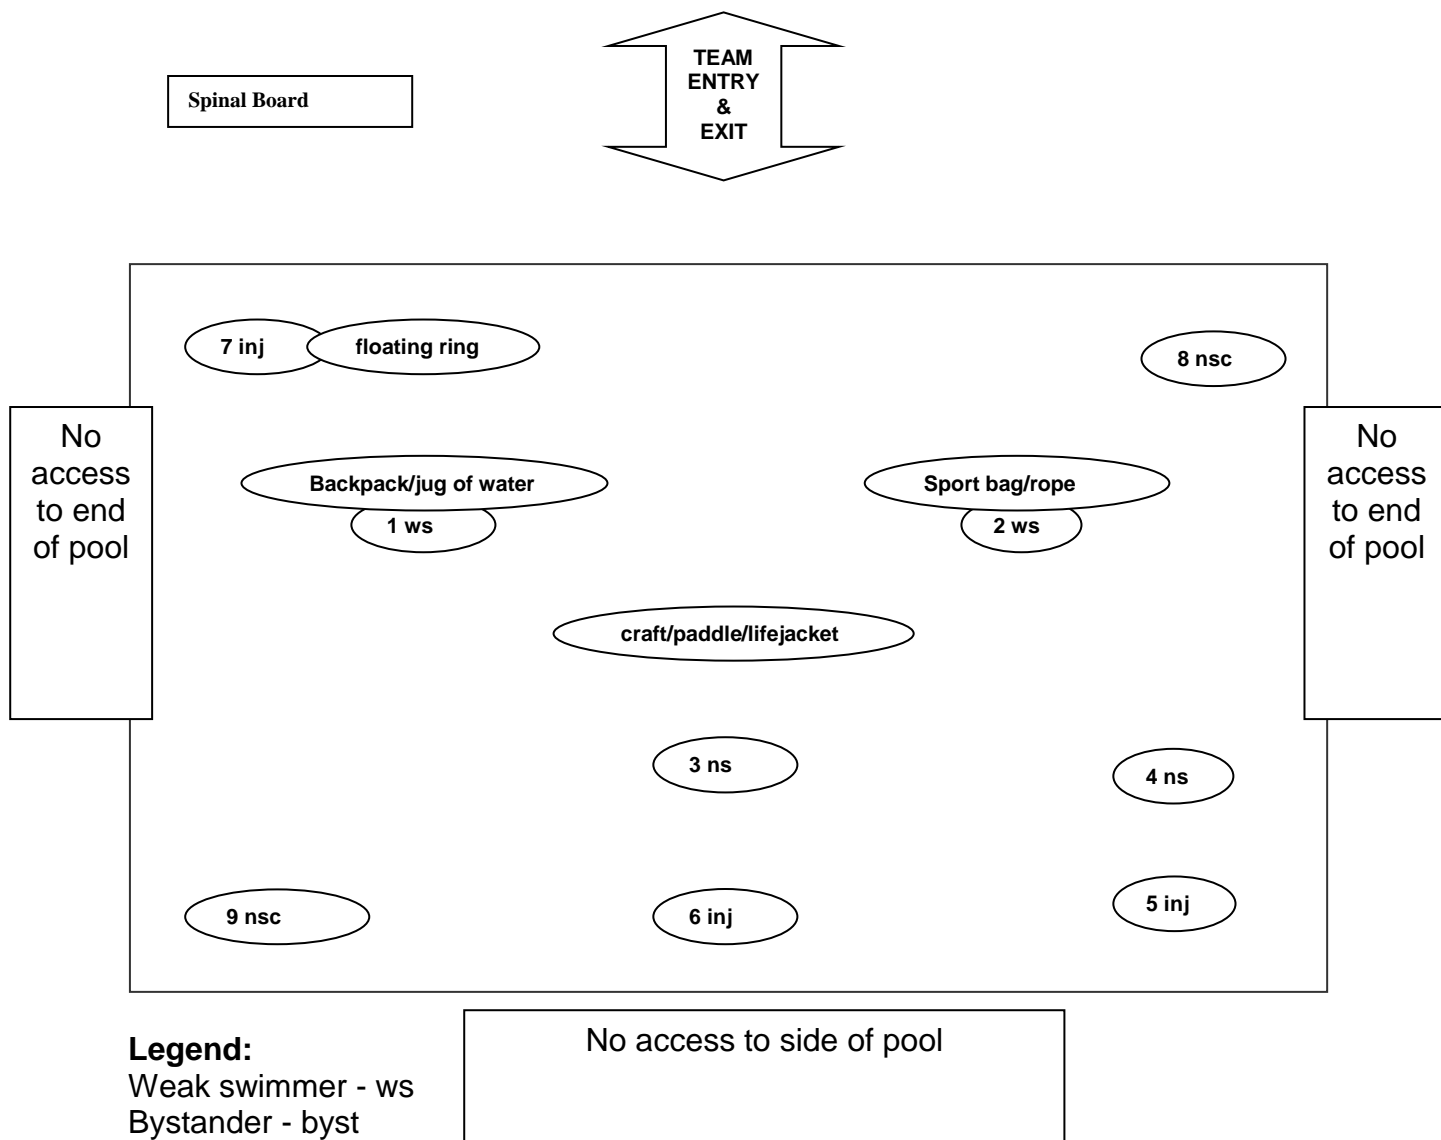 TEAM
ENTRY
&
EXIT
Spinal Board
7 inj
floating ring
8 nsc
No
access
to end
of pool
Backpack/jug of water
1 ws
Sport bag/rope
2 ws
No
access
to end
of pool
craft/paddle/lifejacket
3 ns
4 ns
9 nsc
6 inj
5 inj
No access to side of pool
Legend:
Weak swimmer - ws
Bystander - byst